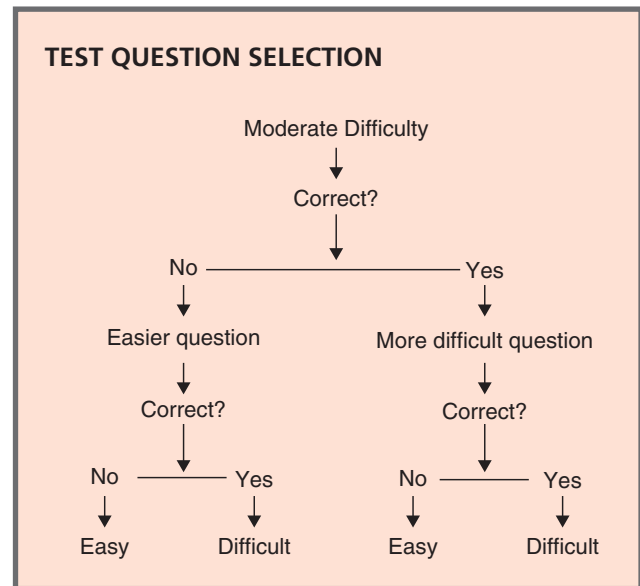 TEST QUESTION SELECTION
Moderate Difficulty
Correct?
No Yes
Easier question More difficult question
Correct? Correct?
No Yes No Yes
Easy Difficult Easy Difficult